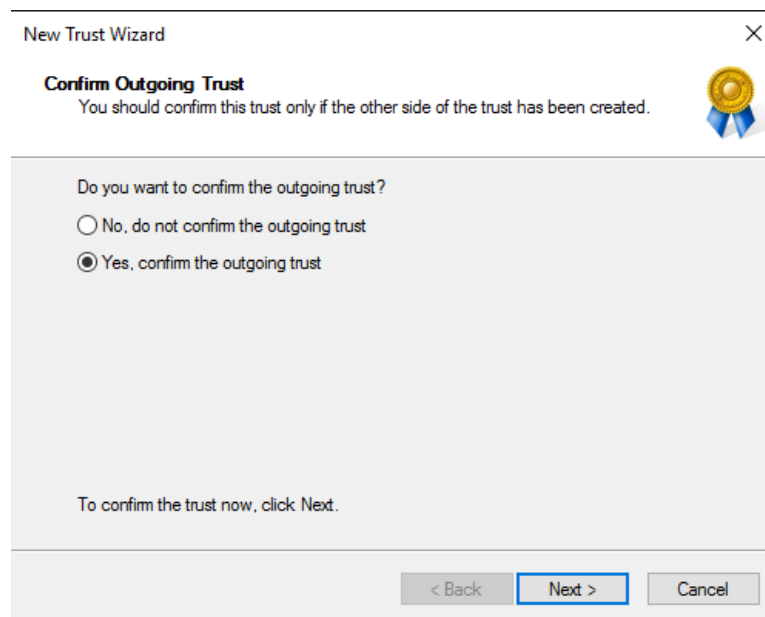 New Trust Wizard
Confirm Outgoing Trust
You should confirm this trust only if the other side of the trust has been created.
Do you want to confirm the outgoing trust?
No, do not confirm the outgoing trust
Yes, confirm the outgoing trust
To confirm the trust now, click Next.
< Back Next > Cancel